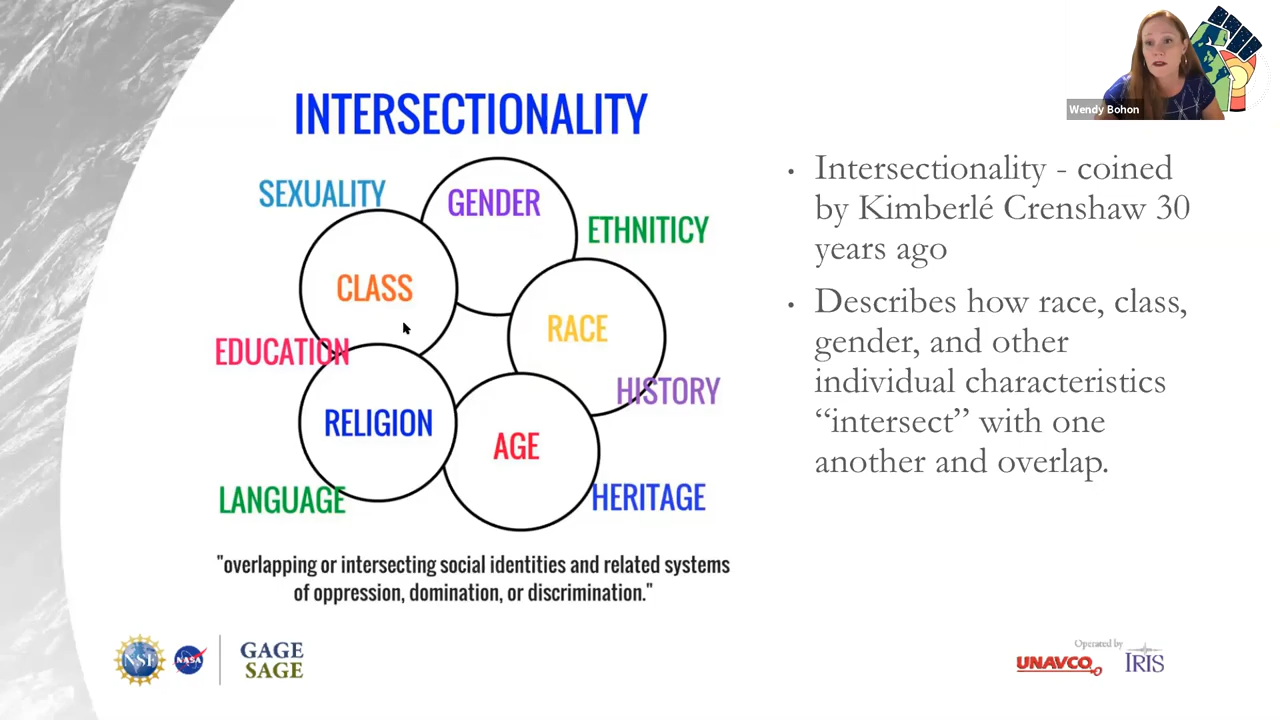 Wendy Bohon
INTERSECTIONALITY
SEXUALITY
GENDER
ETHNITICY
CLASS
RACE
EDUCATION
HISTORY
RELIGION
AGE
LANGUAGE
HERITAGE
"overlapping or intersecting social identities and related systems
of oppression, domination, or discrimination."
• Intersectionality - coined
by Kimberlé Crenshaw 30
years ago
• Describes how race, class,
gender, and other
individual characteristics
“intersect” with one
another and overlap.
NSF
NASA
GAGE
SAGE
Operated by
UNAVCO
IRIS